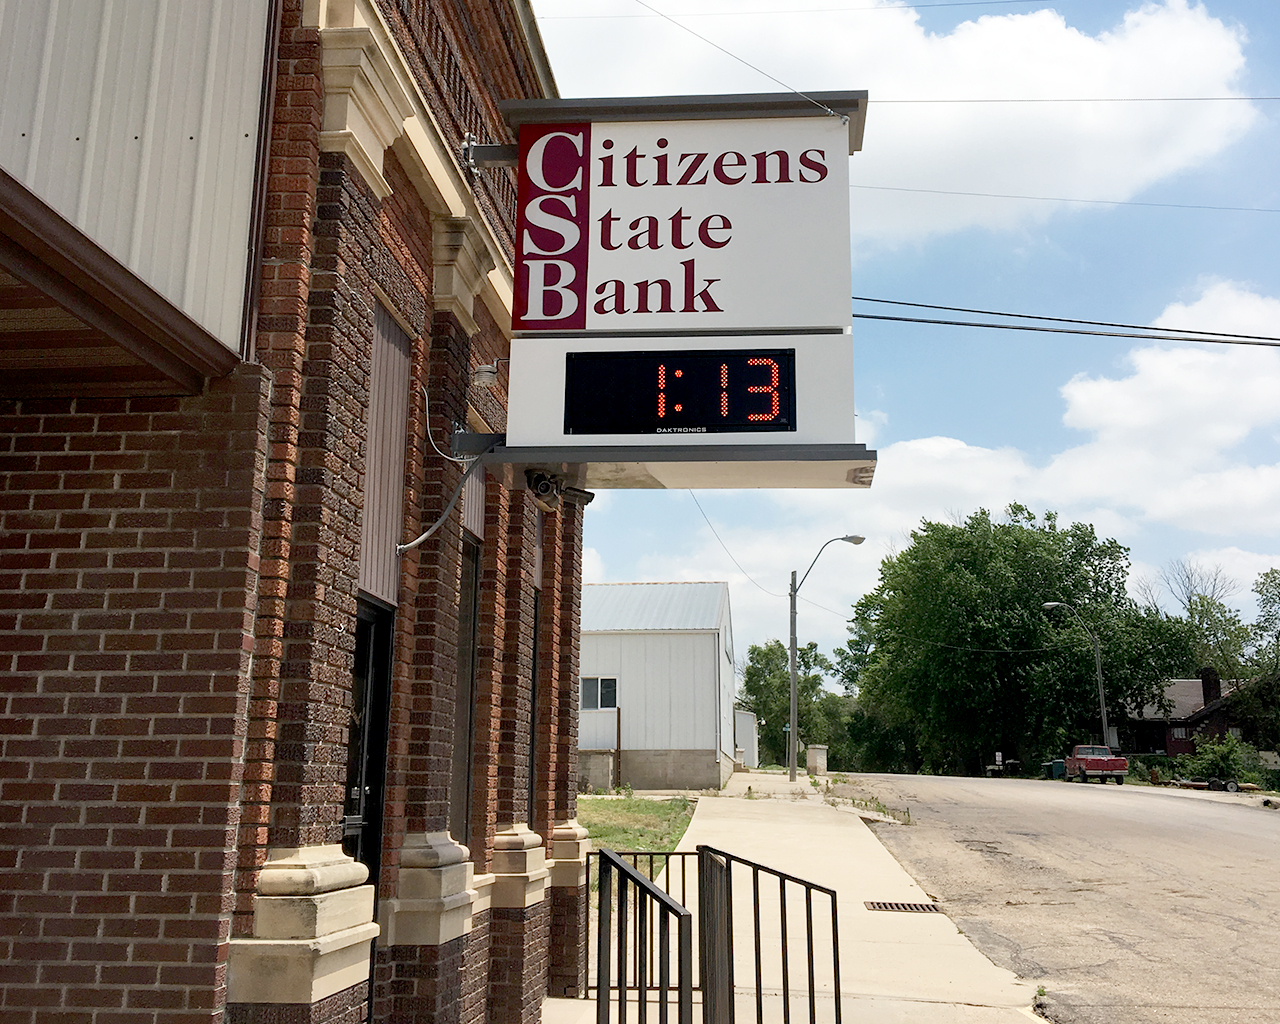 Citizens
State
Bank
1:13
DAKTRONICS